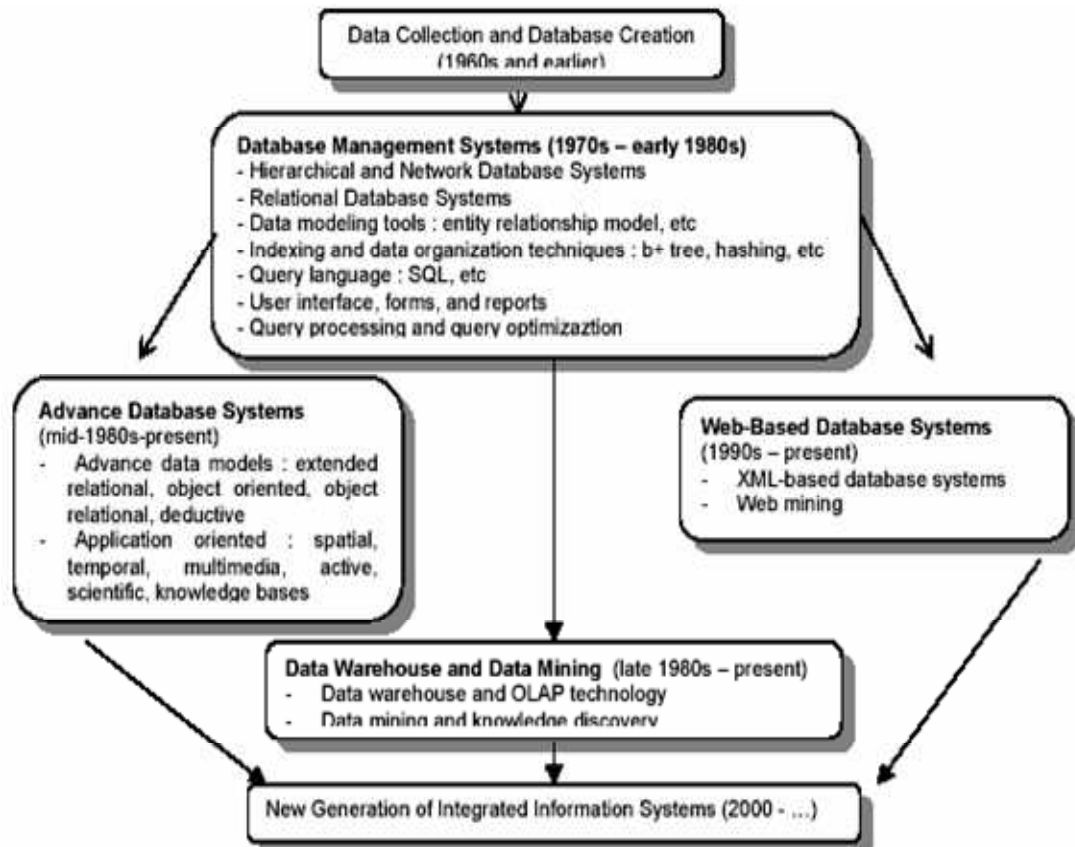 Data Collection and Database Creation
(1960s and earlier)
Database Management Systems (1970s – early 1980s)
- Hierarchical and Network Database Systems
- Relational Database Systems
- Data modeling tools : entity relationship model, etc
- Indexing and data organization techniques : b+ tree, hashing, etc
- Query language : SQL, etc
- User interface, forms, and reports
- Query processing and query optimizaztion
Advance Database Systems
(mid-1980s-present)
- Advance data models : extended
relational, object oriented, object
relational, deductive
- Application oriented : spatial,
temporal, multimedia, active,
scientific, knowledge bases
Web-Based Database Systems
(1990s – present)
- XML-based database systems
- Web mining
Data Warehouse and Data Mining (late 1980s – present)
- Data warehouse and OLAP technology
- Data mining and knowledge discovery
New Generation of Integrated Information Systems (2000 - …)